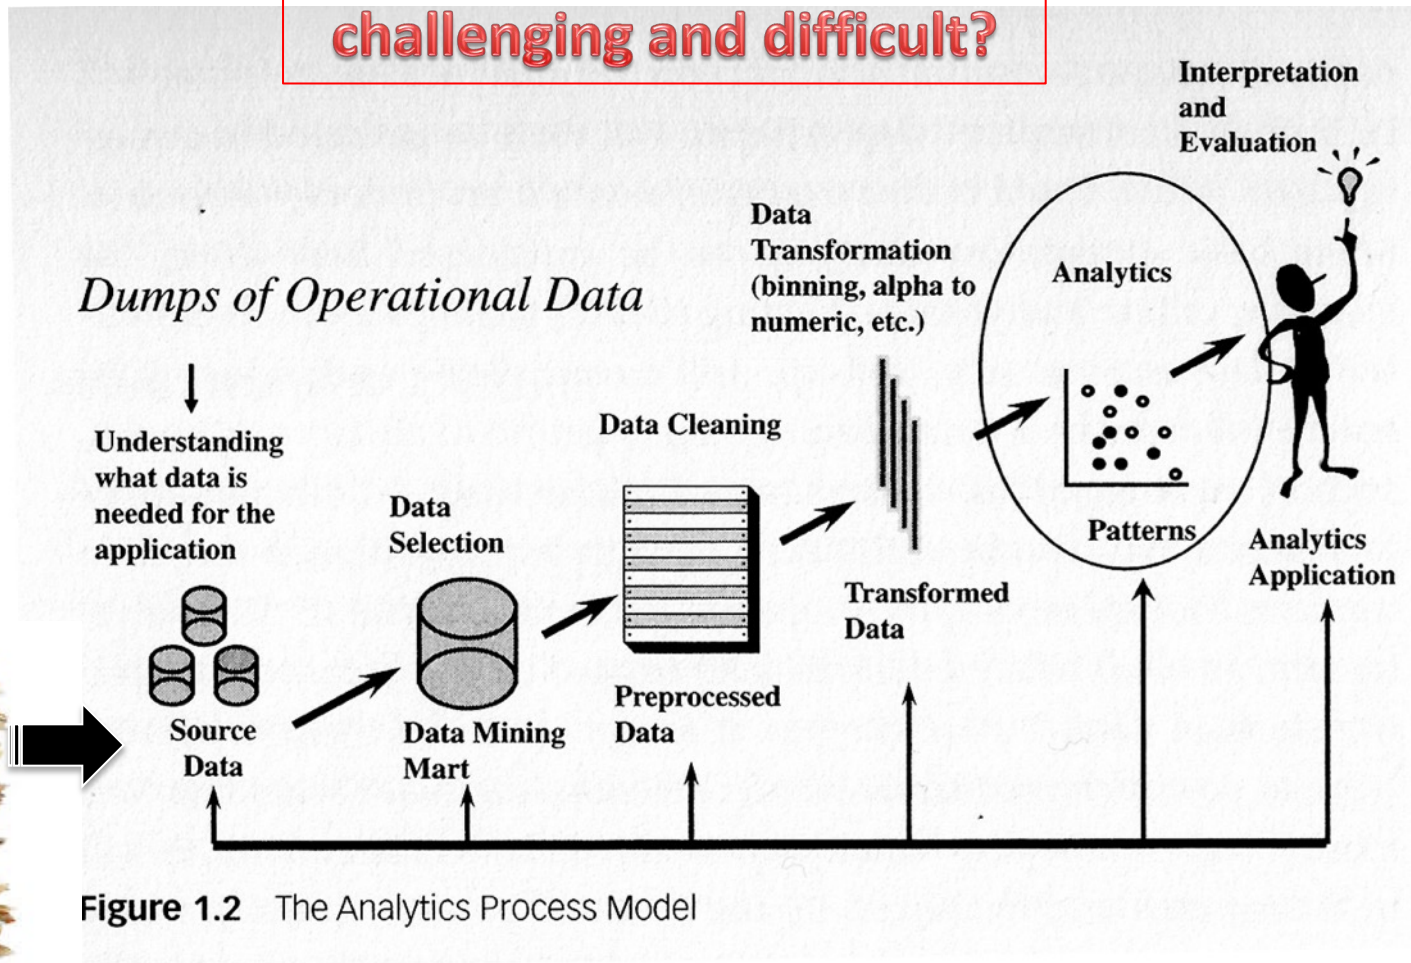 challenging and difficult?
Interpretation
and
Evaluation
Data
Transformation
(binning, alpha to
numeric, etc.)
Analytics
Dumps of Operational Data
Understanding
what data is
needed for the
application
Data
Selection
Data Cleaning
Patterns
Analytics
Application
Transformed
Data
Source
Data
Data Mining
Mart
Preprocessed
Data
Figure 1.2 The Analytics Process Model